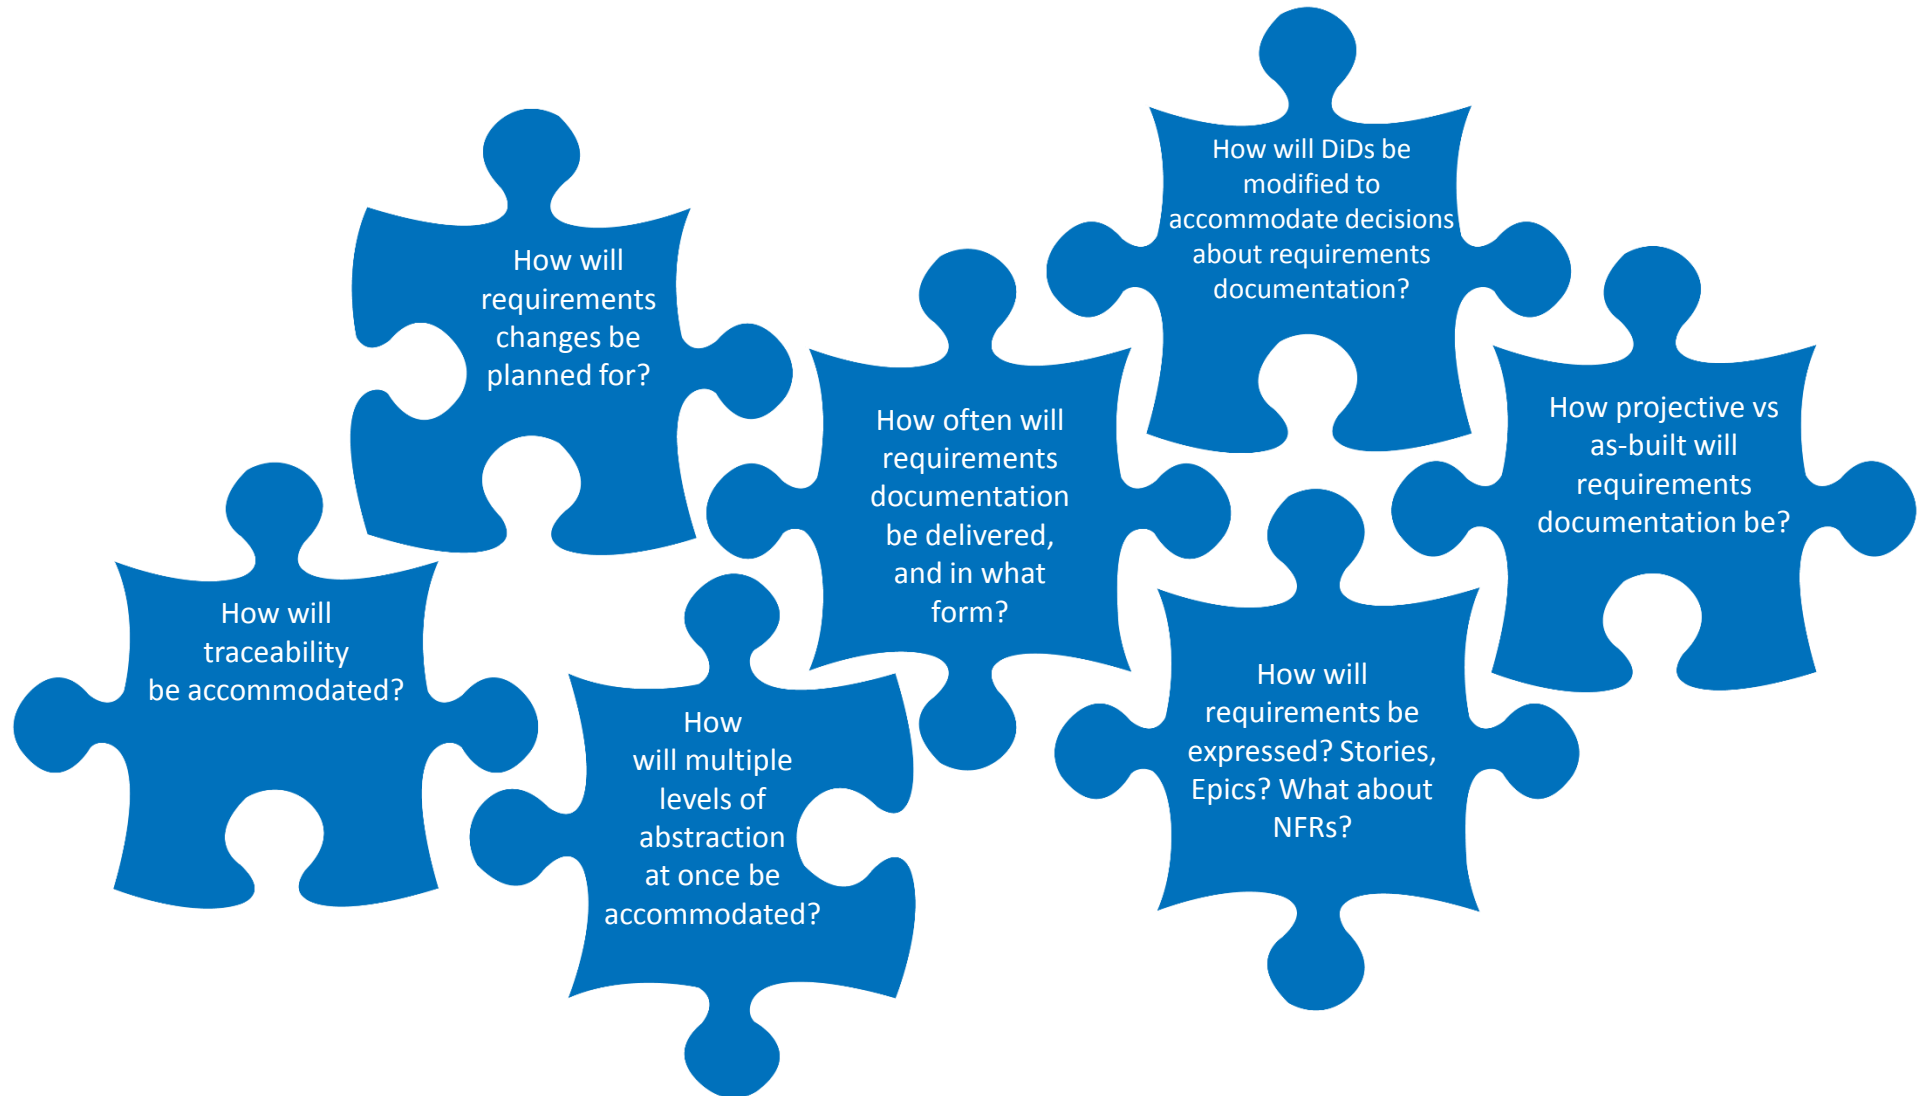 How will DiDs be
modified to
accommodate decisions
about requirements
documentation?
How will
requirements
changes be
planned for?
How often will
requirements
documentation
be delivered,
and in what
form?
How projective vs
as-built will
requirements
documentation be?
How will
traceability
be accommodated?
How
will multiple
levels of
abstraction
at once be
accommodated?
How will
requirements be
expressed? Stories,
Epics? What about
NFRs?